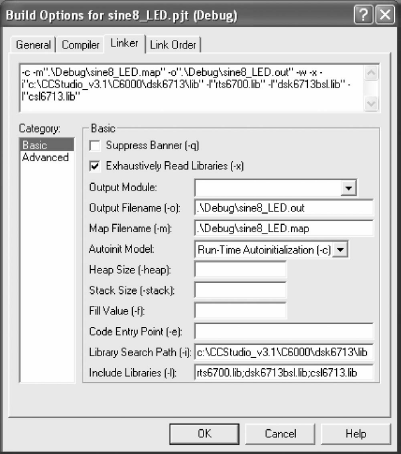 Build Options for sine8_LED.pjt (Debug)
General Compiler Linker Link Order
-c -m".\Debug\sine8_LED.map" -o".\Debug\sine8_LED.out" -w -x -
i"c:\CCStudio_v3.1\C6000\dsk6713\lib" -l"rts6700.lib" -l"dsk6713bsl.lib" -
l"csl6713.lib"
Category:
Basic
Advanced
Basic
Suppress Banner (-q)
Exhaustively Read Libraries (-x)
Output Module:
Output Filename (-o): .\Debug\sine8_LED.out
Map Filename (-m): .\Debug\sine8_LED.map
Autoinit Model: Run-Time Autoinitialization (-c)
Heap Size (-heap):
Stack Size (-stack):
Fill Value (-f):
Code Entry Point (-e):
Library Search Path (-i): c:\CCStudio_v3.1\C6000\dsk6713\lib
Include Libraries (-l): rts6700.lib;dsk6713bsl.lib;csl6713.lib
OK Cancel Help